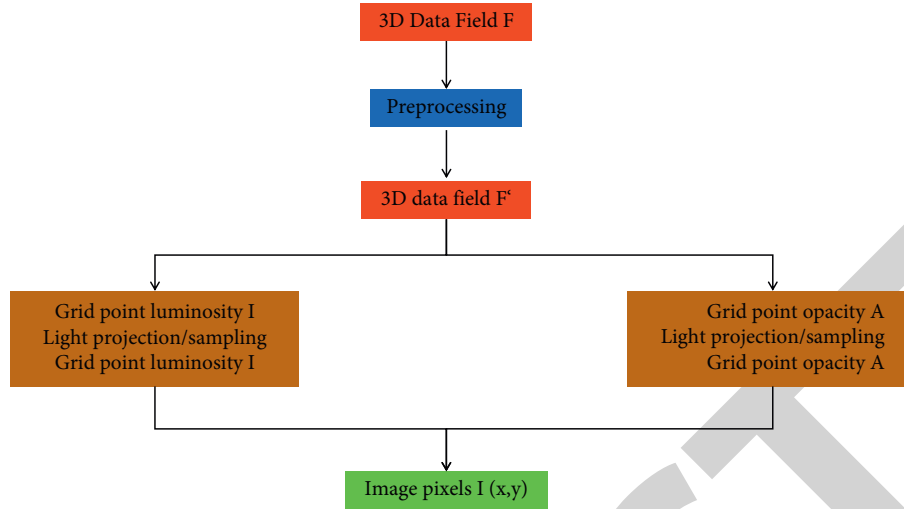 3D Data Field F
Preprocessing
3D data field F‘
Grid point luminosity I
Light projection/sampling
Grid point luminosity I
Grid point opacity A
Light projection/sampling
Grid point opacity A
Image pixels I (x,y)